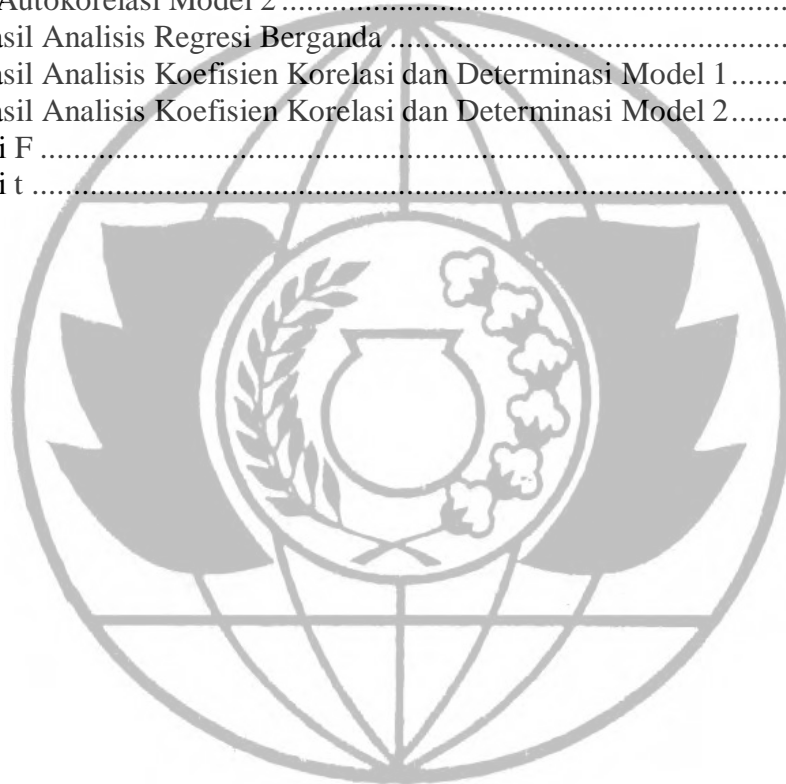 Autokorelasi Model 2 ............................................................
asil Analisis Regresi Berganda ............................................................
asil Analisis Koefisien Korelasi dan Determinasi Model 1 ............
asil Analisis Koefisien Korelasi dan Determinasi Model 2 ............
i F ............................................................
i t ............................................................